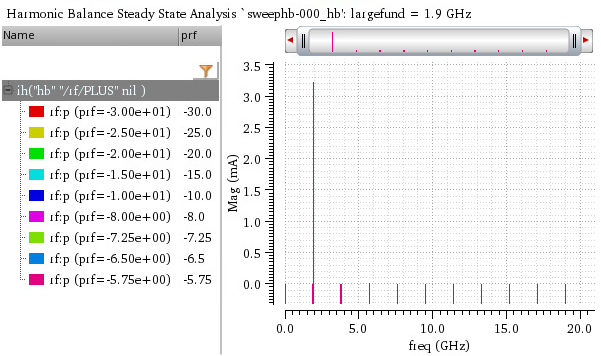 Harmonic Balance Steady State Analysis `sweephb-000_hb': largefund = 1.9 GHz
Name prf
ih("hb" "/rf/PLUS" nil )
rf:p (prf=-3.00e+01) -30.0
rf:p (prf=-2.50e+01) -25.0
rf:p (prf=-2.00e+01) -20.0
rf:p (prf=-1.50e+01) -15.0
rf:p (prf=-1.00e+01) -10.0
rf:p (prf=-8.00e+00) -8.0
rf:p (prf=-7.25e+00) -7.25
rf:p (prf=-6.50e+00) -6.5
rf:p (prf=-5.75e+00) -5.75
Mag (mA)
3.5
3.0
2.5
2.0
1.5
1.0
0.5
0.0
0.0 5.0 10.0 15.0 20.0
freq (GHz)